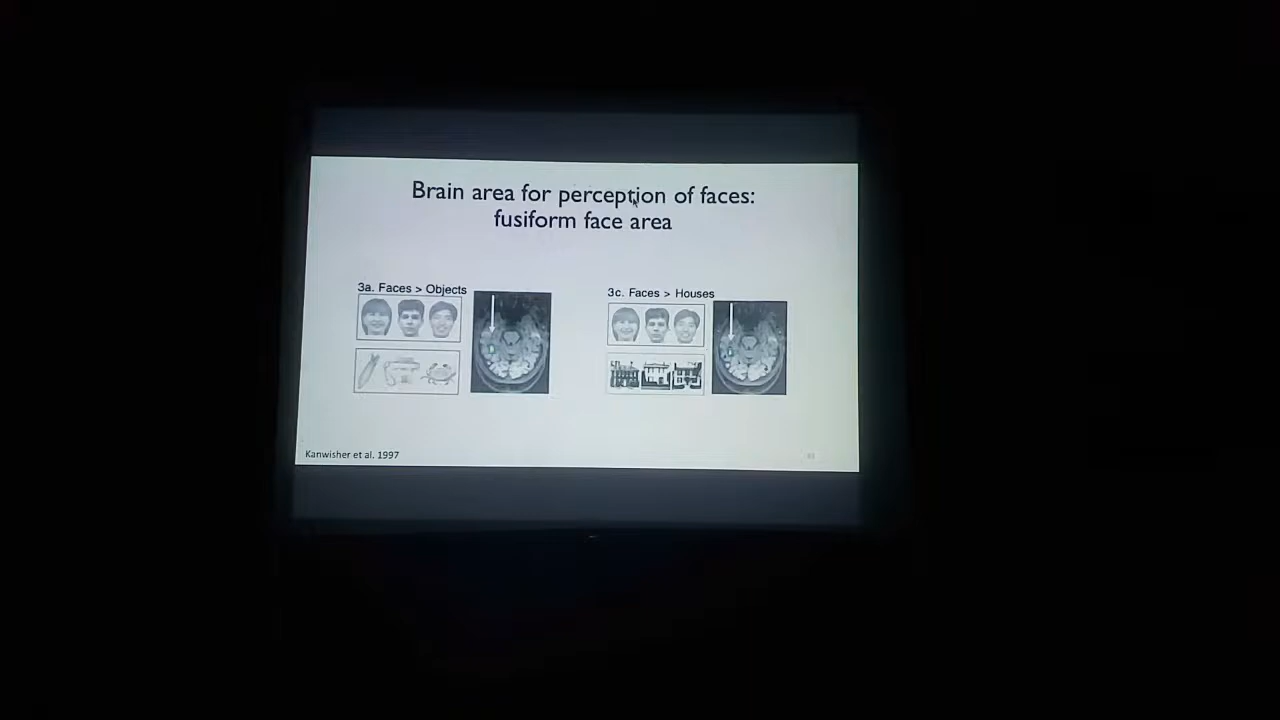 Brain area for perception of faces:
fusiform face area
3a. Faces > Objects
3c. Faces > Houses
Kanwisher et al. 1997